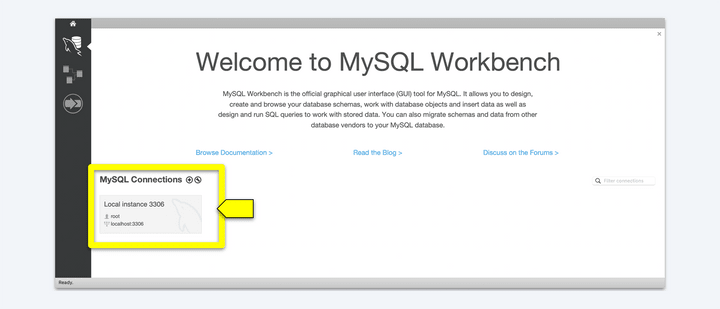 Welcome to MySQL Workbench
MySQL Workbench is the official graphical user interface (GUI) tool for MySQL. It allows you to design,
create and browse your database schemas, work with database objects and insert data as well as
design and run SQL queries to work with stored data. You can also migrate schemas and data from other
database vendors to your MySQL database.
Browse Documentation >
Read the Blog >
Discuss on the Forums >
MySQL Connections
Filter connections
Local instance 3306
root
localhost:3306
Ready.